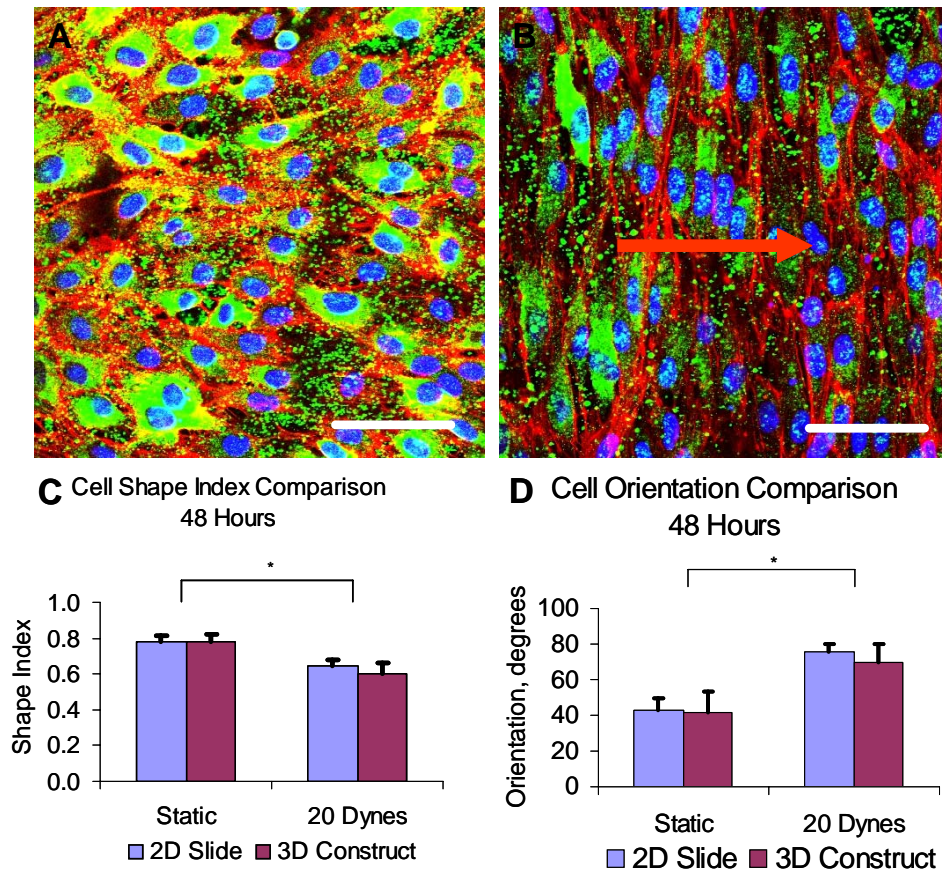 A
B
C Cell Shape Index Comparison
48 Hours
*
Shape Index
1.0
0.8
0.6
0.4
0.2
0.0
Static 20 Dynes
2D Slide 3D Construct
D Cell Orientation Comparison
48 Hours
*
Orientation, degrees
100
80
60
40
20
0
Static 20 Dynes
2D Slide 3D Construct